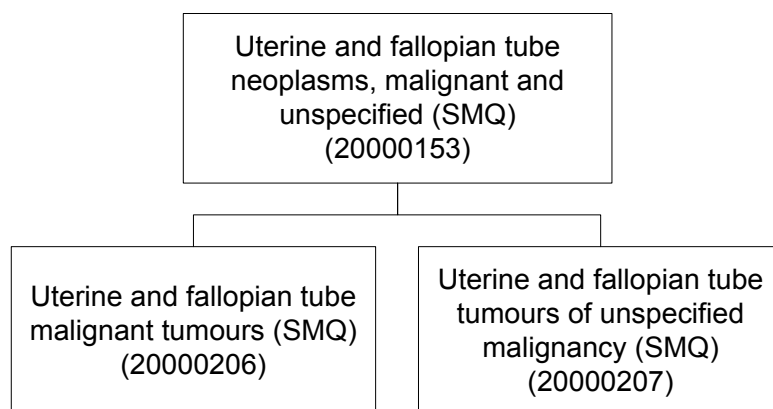 Uterine and fallopian tube
neoplasms, malignant and
unspecified (SMQ)
(20000153)
Uterine and fallopian tube
malignant tumours (SMQ)
(20000206)
Uterine and fallopian tube
tumours of unspecified
malignancy (SMQ)
(20000207)